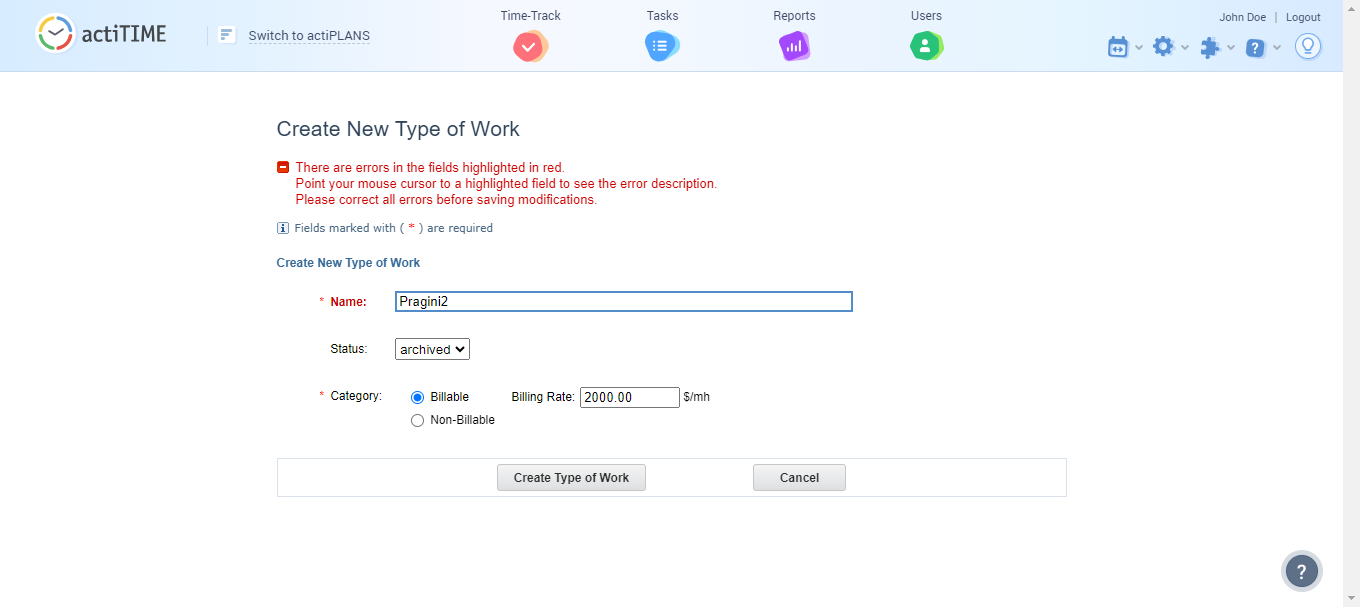 actiTIME
Switch to actiPLANS
Time-Track
Tasks
Reports
Users
John Doe | Logout
Create New Type of Work
There are errors in the fields highlighted in red.
Point your mouse cursor to a highlighted field to see the error description.
Please correct all errors before saving modifications.
Fields marked with ( * ) are required
Create New Type of Work
* Name: Pragini2
Status: archived
* Category: Billable Billing Rate: 2000.00 $/mh
Non-Billable
Create Type of Work Cancel
?